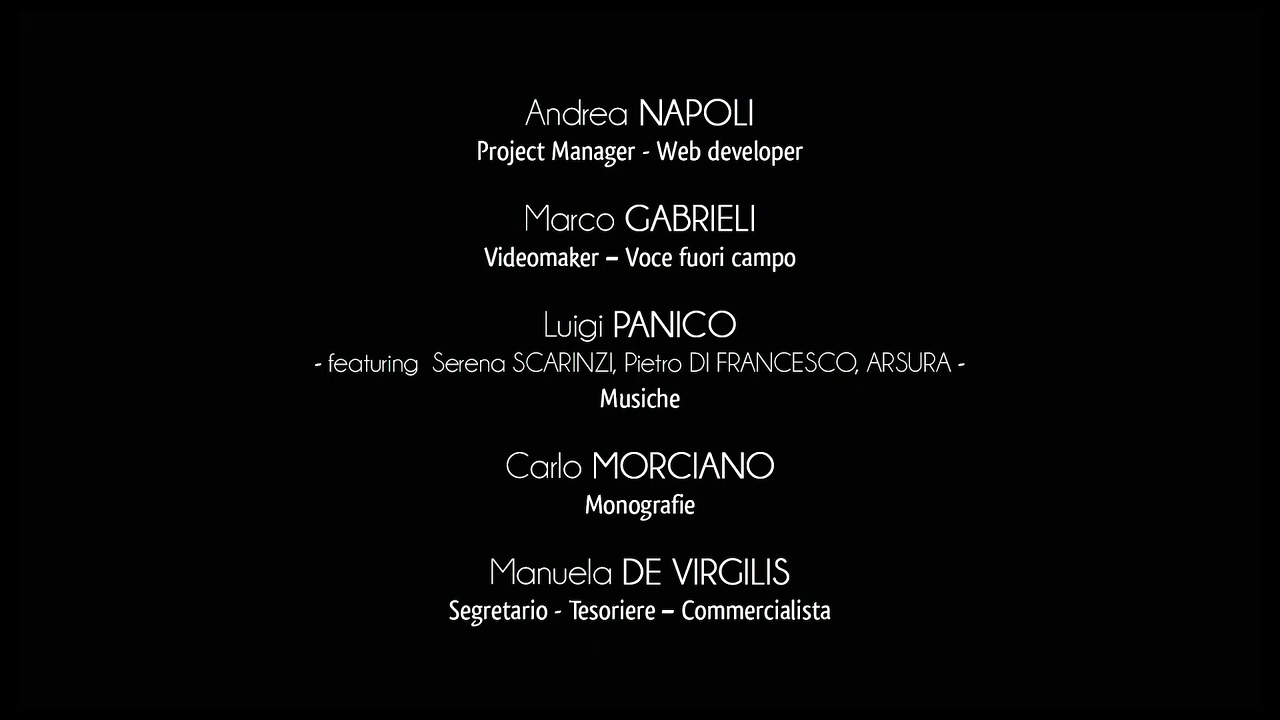 Andrea NAPOLI
Project Manager - Web developer
Marco GABRIELI
Videomaker – Voce fuori campo
Luigi PANICO
- featuring Serena SCARINZI, Pietro DI FRANCESCO, ARSURA -
Musiche
Carlo MORCIANO
Monografie
Manuela DE VIRGILIS
Segretario - Tesoriere – Commercialista